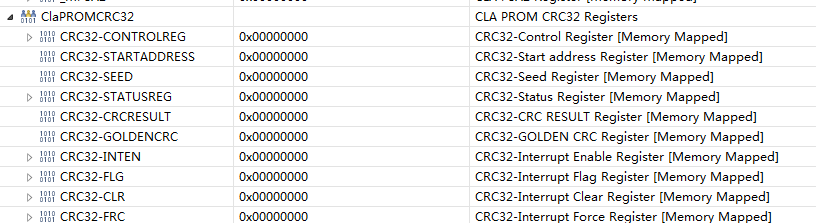 ClaPROMCRC32 CLA PROM CRC32 Registers
CRC32-CONTROLREG 0x00000000 CRC32-Control Register [Memory Mapped]
CRC32-STARTADDRESS 0x00000000 CRC32-Start address Register [Memory Mapped]
CRC32-SEED 0x00000000 CRC32-Seed Register [Memory Mapped]
CRC32-STATUSREG 0x00000000 CRC32-Status Register [Memory Mapped]
CRC32-CRCRESULT 0x00000000 CRC32-CRC RESULT Register [Memory Mapped]
CRC32-GOLDENCRC 0x00000000 CRC32-GOLDEN CRC Register [Memory Mapped]
CRC32-INTEN 0x00000000 CRC32-Interrupt Enable Register [Memory Mapped]
CRC32-FLG 0x00000000 CRC32-Interrupt Flag Register [Memory Mapped]
CRC32-CLR 0x00000000 CRC32-Interrupt Clear Register [Memory Mapped]
CRC32-FRC 0x00000000 CRC32-Interrupt Force Register [Memory Mapped]